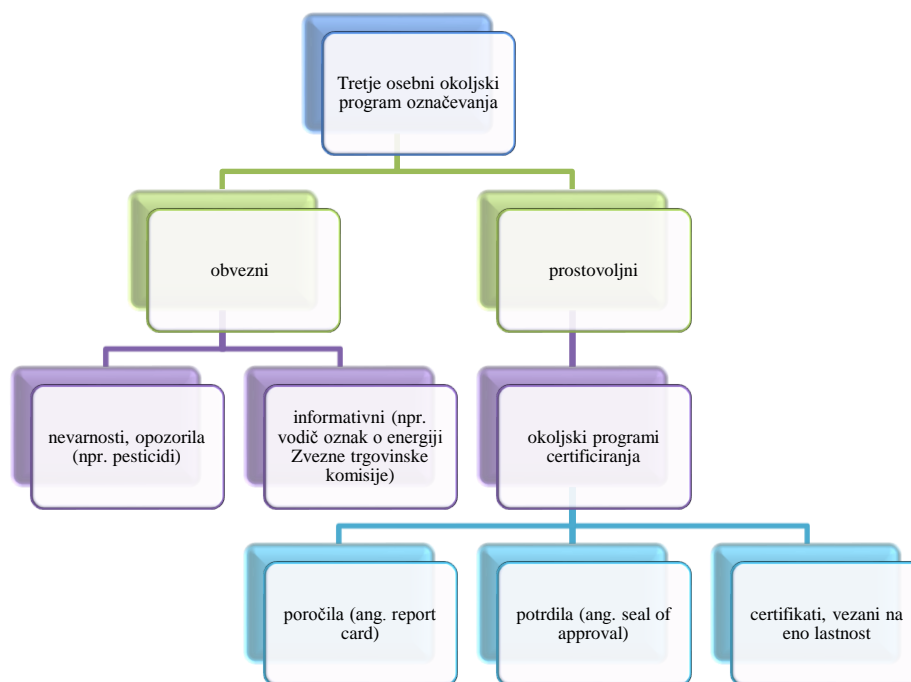 Tretje osebni okoljski
program označevanja
obvezni
prostovoljni
nevarnosti, opozorila
(npr. pesticidi)
informativni (npr.
vodič oznak o energiji
Zvezne trgovinske
komisije)
okoljski programi
certificiranja
poročila (ang. report
card)
potrdila (ang. seal of
approval)
certifikati, vezani na
eno lastnost